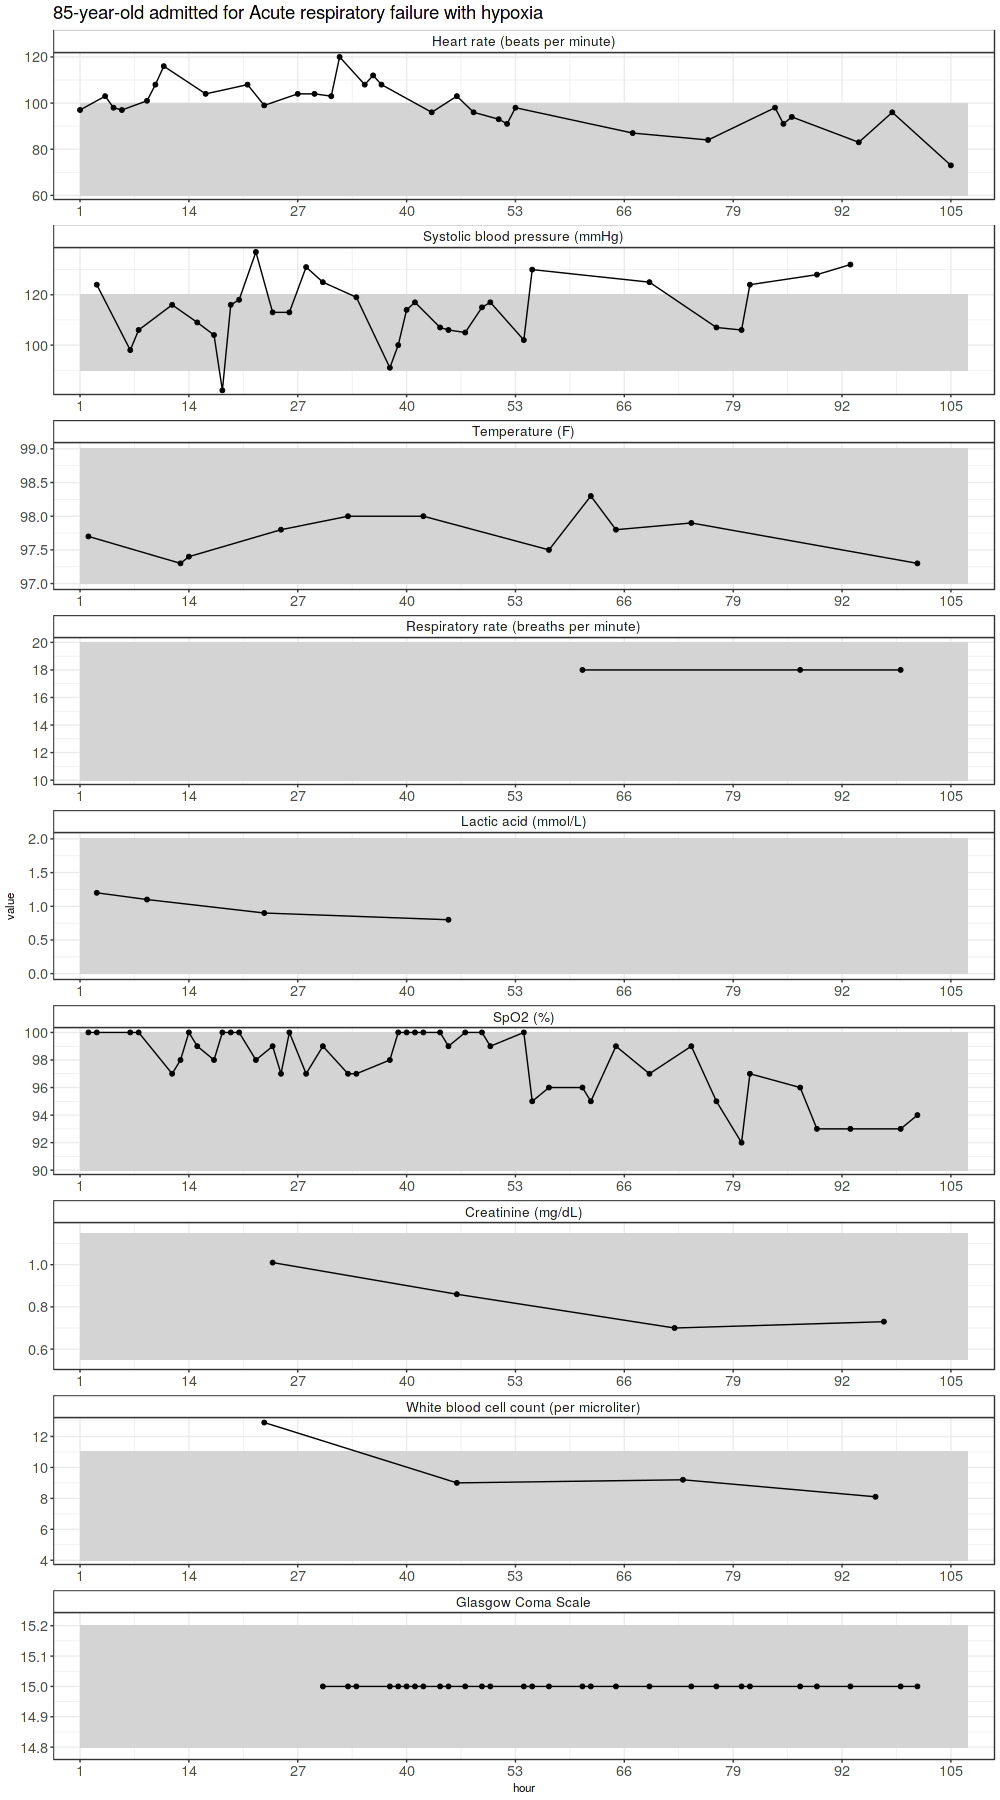 85-year-old admitted for Acute respiratory failure with hypoxia
Heart rate (beats per minute)
120
100
80
60
1 14 27 40 53 66 79 92 105
Systolic blood pressure (mmHg)
120
100
1 14 27 40 53 66 79 92 105
Temperature (F)
99.0
98.5
98.0
97.5
97.0
1 14 27 40 53 66 79 92 105
Respiratory rate (breaths per minute)
20
18
16
14
12
10
1 14 27 40 53 66 79 92 105
Lactic acid (mmol/L)
2.0
1.5
1.0
0.5
0.0
1 14 27 40 53 66 79 92 105
value
SpO2 (%)
100
98
96
94
92
90
1 14 27 40 53 66 79 92 105
Creatinine (mg/dL)
1.0
0.8
0.6
1 14 27 40 53 66 79 92 105
White blood cell count (per microliter)
12
10
8
6
4
1 14 27 40 53 66 79 92 105
Glasgow Coma Scale
15.2
15.1
15.0
14.9
14.8
1 14 27 40 53 66 79 92 105
hour